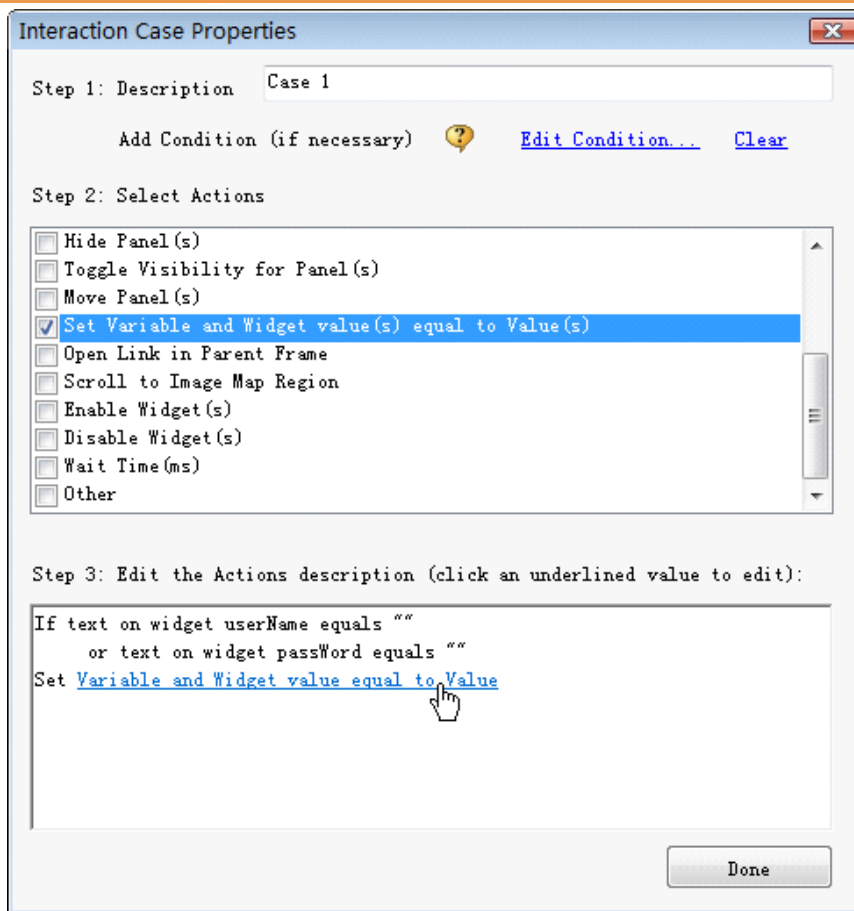 Interaction Case Properties
Step 1: Description Case 1
Add Condition (if necessary) Edit Condition... Clear
Step 2: Select Actions
Hide Panel(s)
Toggle Visibility for Panel(s)
Move Panel(s)
Set Variable and Widget value(s) equal to Value(s)
Open Link in Parent Frame
Scroll to Image Map Region
Enable Widget(s)
Disable Widget(s)
Wait Time(ms)
Other
Step 3: Edit the Actions description (click an underlined value to edit):
If text on widget userName equals ""
or text on widget passWord equals ""
Set Variable and Widget value equal to Value
Done